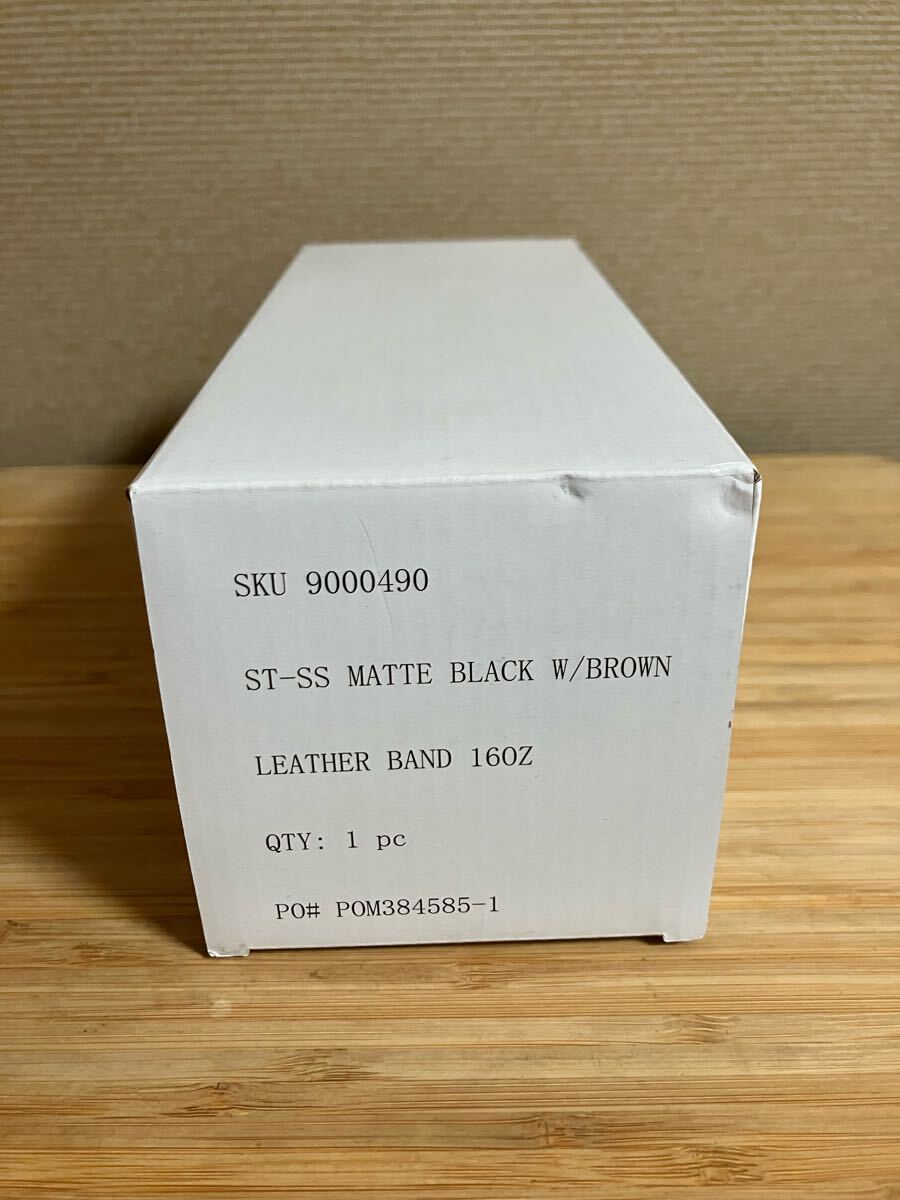 SKU 9000490
ST-SS MATTE BLACK W/BROWN
LEATHER BAND 16OZ
QTY: 1 pc
PO# POM384585-1